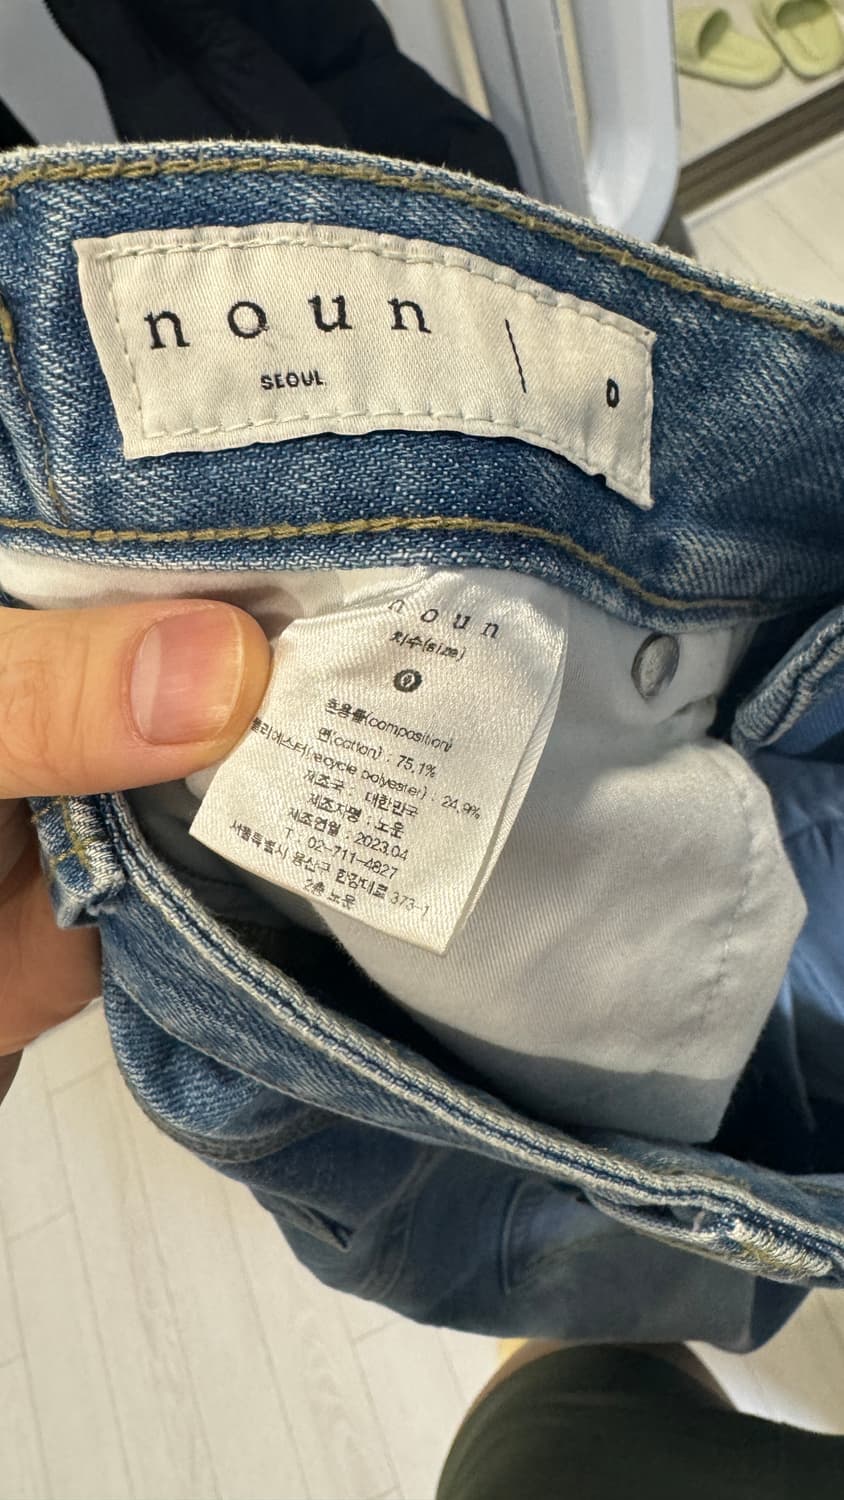 noun
SEOUL
0
noun
치수(size)
0
혼용률(composition)
면(cotton) : 75.1%
폴리에스터(recycle polyester) : 24.9%
제조국 : 대한민국
제조자명 : 노운
제조연월 : 2023.04
T : 02-711-4827
서울특별시 용산구 한강대로 373-1
2층 노운